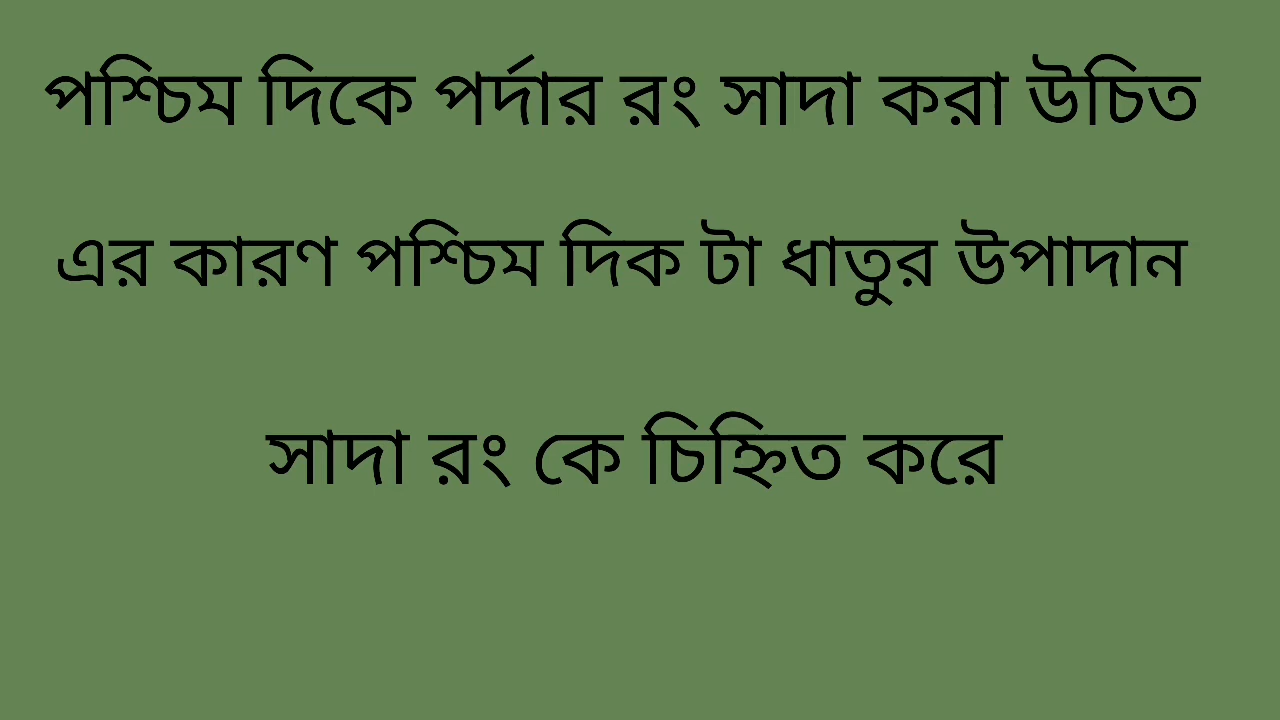 পশ্চিম দিকে পর্দার রং সাদা করা উচিত
এর কারণ পশ্চিম দিক টা ধাতুর উপাদান
সাদা রং কে চিহ্নিত করে